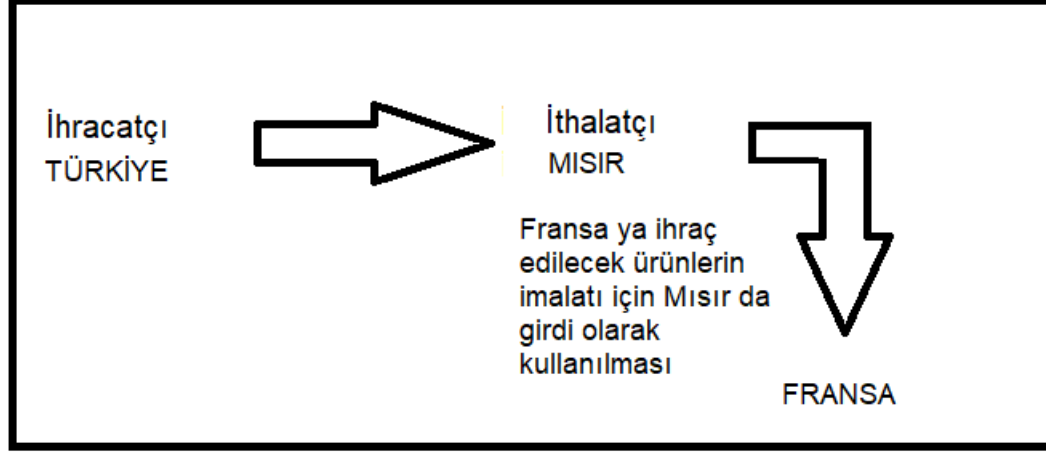 İhracatçı
TÜRKİYE
İthalatçı
MISIR
Fransa ya ihraç
edilecek ürünlerin
imalatı için Mısır da
girdi olarak
kullanılması
FRANSA